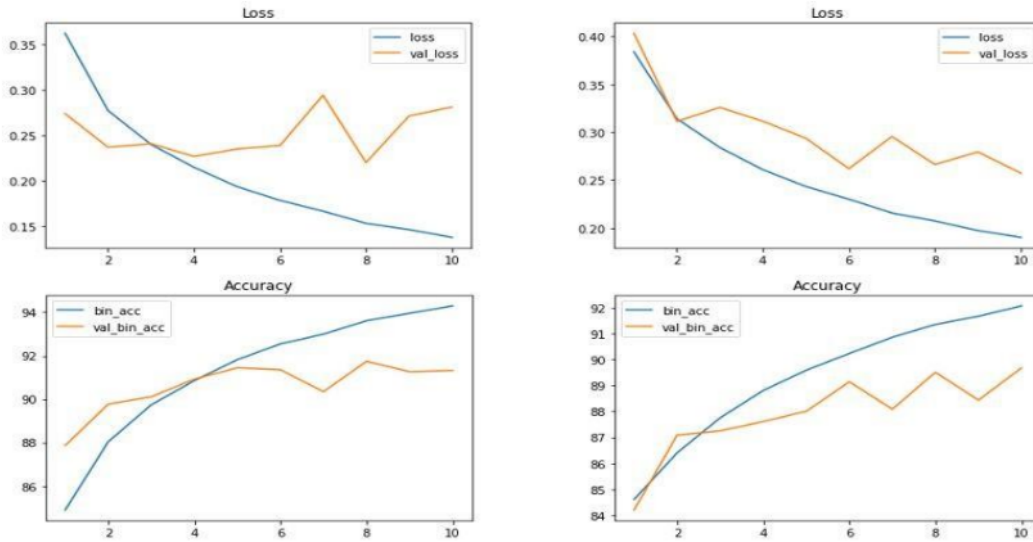 Loss
0.35
0.30
0.25
0.20
0.15
loss
val_loss
2 4 6 8 10
Loss
0.40
0.35
0.30
0.25
0.20
loss
val_loss
2 4 6 8 10
Accuracy
94
92
90
88
86
bin_acc
val_bin_acc
2 4 6 8 10
Accuracy
92
91
90
89
88
87
86
85
84
bin_acc
val_bin_acc
2 4 6 8 10